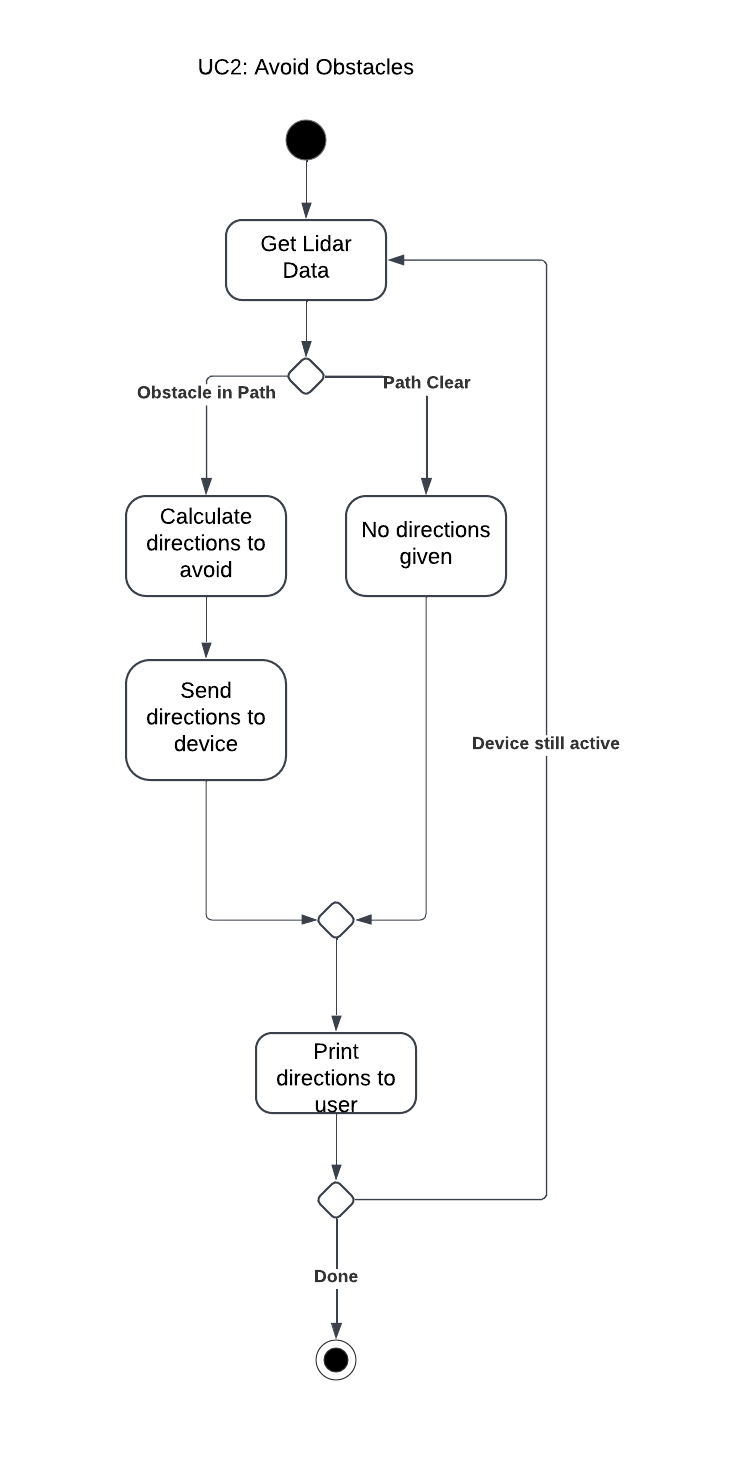 UC2: Avoid Obstacles
Get Lidar
Data
Obstacle in Path
Path Clear
Calculate
directions to
avoid
No directions
given
Send
directions to
device
Device still active
Print
directions to
user
Done